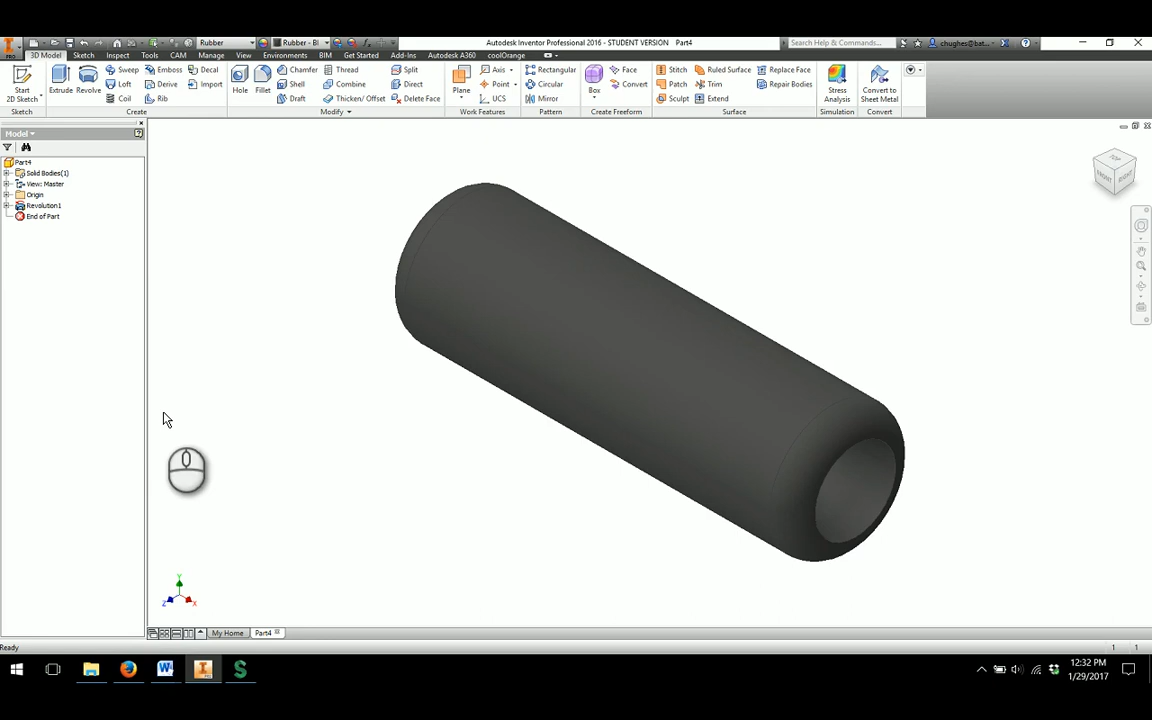 Rubber
Rubber - Bl
Autodesk Inventor Professional 2016 - STUDENT VERSION Part4
Search Help & Commands...
chughes@bat...
PRO
3D Model Sketch Inspect Tools CAM Manage View Environments BIM Get Started Add-Ins Autodesk A360 coolOrange
Start
2D Sketch
Extrude
Revolve
Sweep
Loft
Coil
Emboss
Derive
Rib
Decal
Import
Hole
Fillet
Chamfer
Shell
Draft
Thread
Combine
Thicken/ Offset
Split
Direct
Delete Face
Plane
Axis
Point
UCS
Rectangular
Circular
Mirror
Box
Face
Convert
Stitch
Patch
Sculpt
Ruled Surface
Trim
Extend
Replace Face
Repair Bodies
Stress
Analysis
Convert to
Sheet Metal
Sketch Create Modify Work Features Pattern Create Freeform Surface Simulation Convert
Model
Part4
Solid Bodies(1)
View: Master
Origin
Revolution1
End of Part
TOP
FRONT
RIGHT
Y
Z
X
My Home Part4
Ready
1 1
12:32 PM
1/29/2017